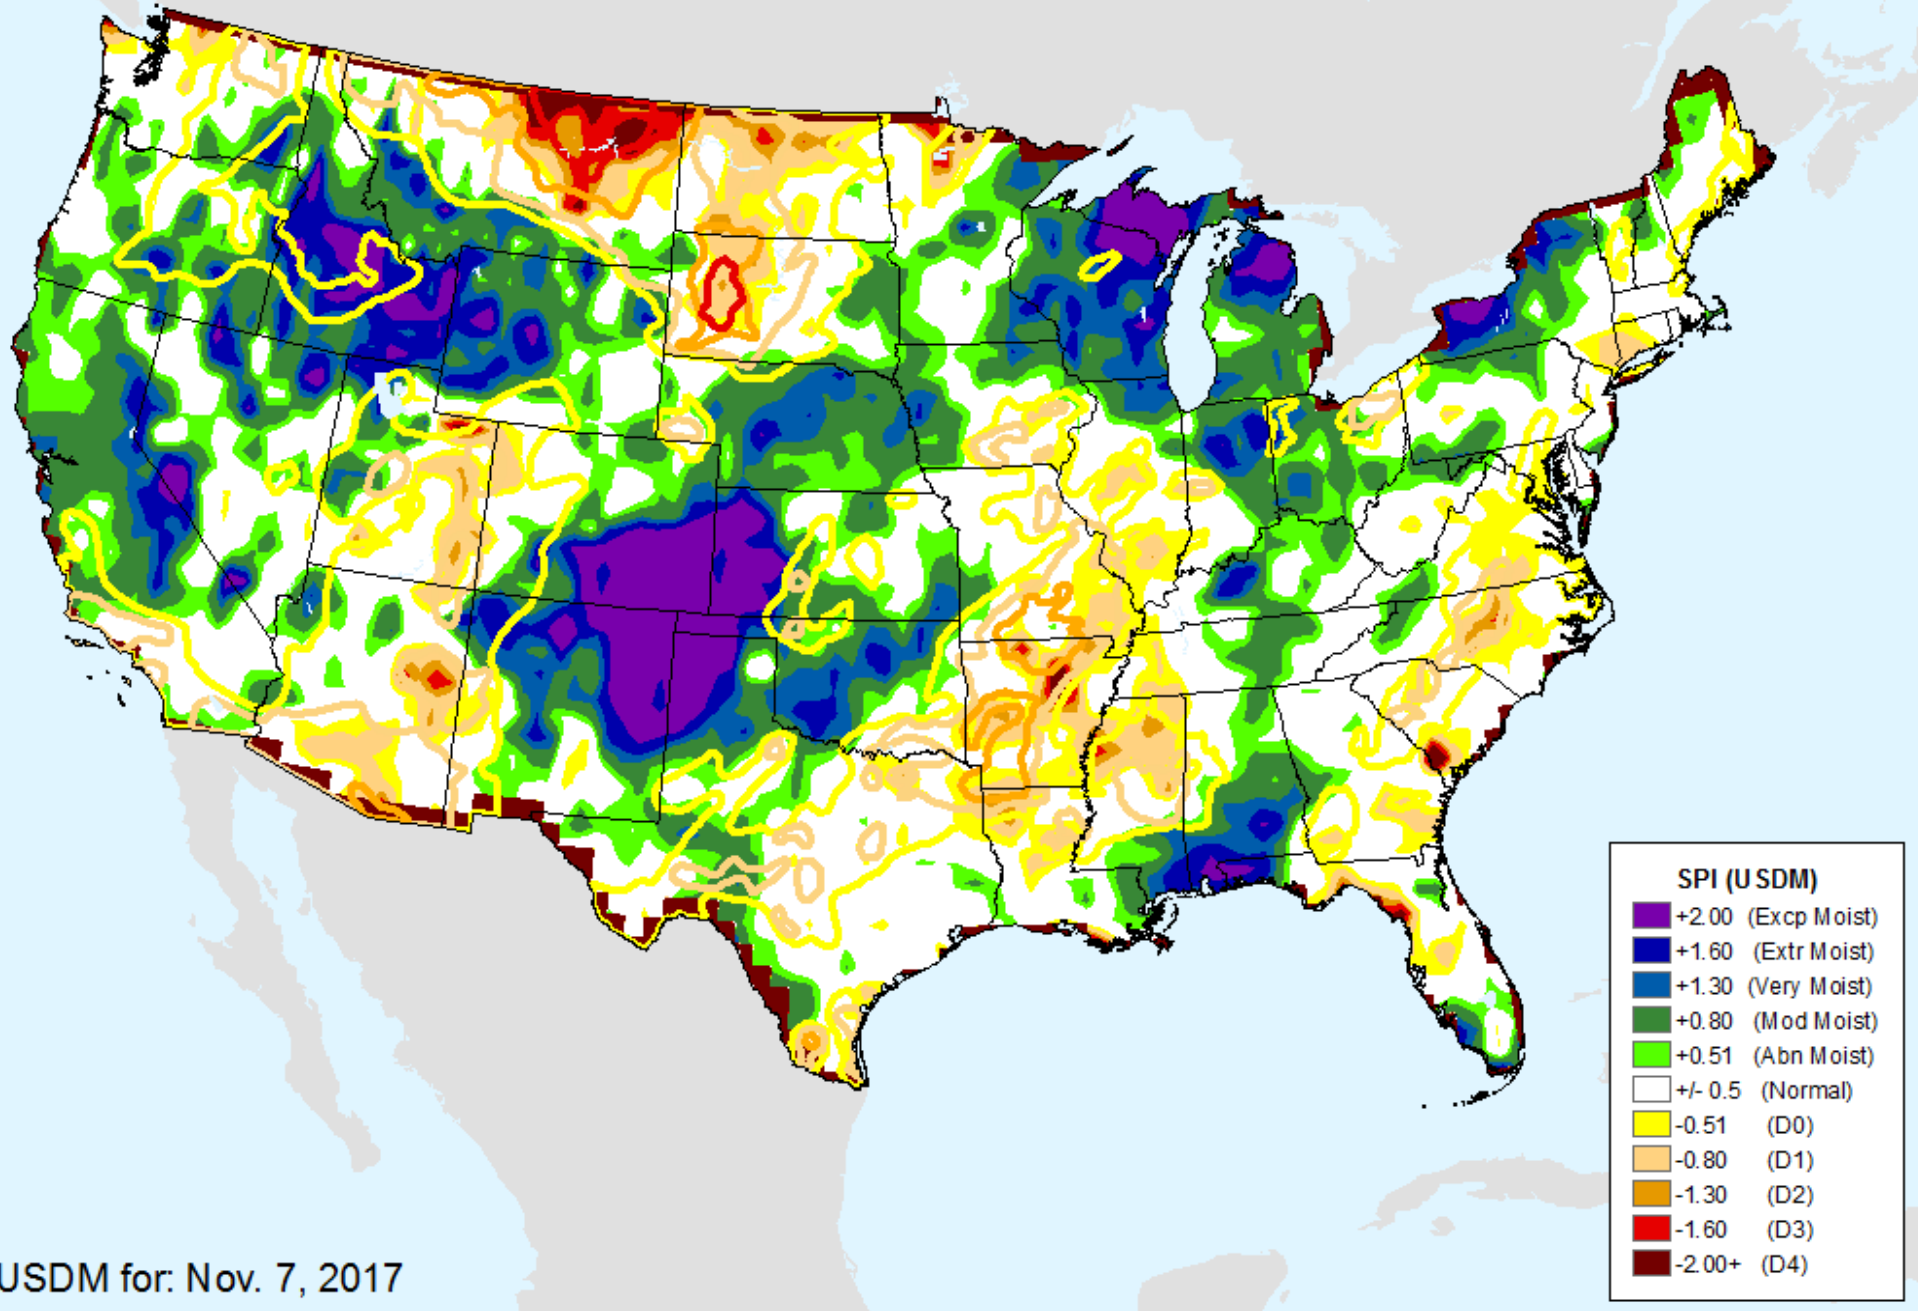 SPI (USDM)
+2.00 (Excp Moist)
+1.60 (Extr Moist)
+1.30 (Very Moist)
+0.80 (Mod Moist)
+0.51 (Abn Moist)
+/- 0.5 (Normal)
-0.51 (D0)
-0.80 (D1)
-1.30 (D2)
-1.60 (D3)
-2.00+ (D4)
USDM for: Nov. 7, 2017